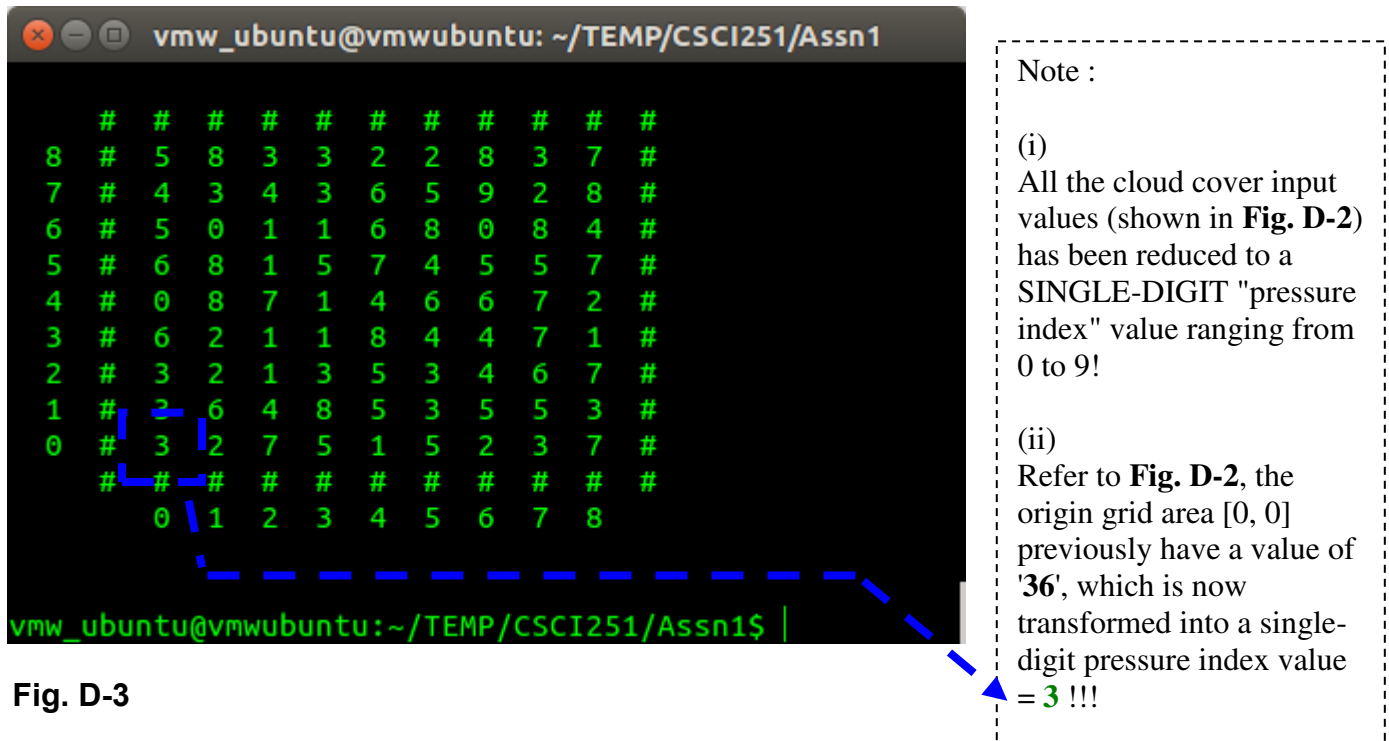 vmw_ubuntu@vmwubuntu: ~/TEMP/CSCI251/Assn1
# # # # # # # # # # #
8 # 5 8 3 3 2 2 8 3 7 #
7 # 4 3 4 3 6 5 9 2 8 #
6 # 5 0 1 1 6 8 0 8 4 #
5 # 6 8 1 5 7 4 5 5 7 #
4 # 0 8 7 1 4 6 6 7 2 #
3 # 6 2 1 1 8 4 4 7 1 #
2 # 3 2 1 3 5 3 4 6 7 #
1 # 3 6 4 8 5 3 5 5 3 #
0 # 3 2 7 5 1 5 2 3 7 #
# # # # # # # # # # #
0 1 2 3 4 5 6 7 8
vmw_ubuntu@vmwubuntu:~/TEMP/CSCI251/Assn1$
Fig. D-3
Note :
(i)
All the cloud cover input
values (shown in Fig. D-2)
has been reduced to a
SINGLE-DIGIT "pressure
index" value ranging from
0 to 9!
(ii)
Refer to Fig. D-2, the
origin grid area [0, 0]
previously have a value of
'36', which is now
transformed into a single-
digit pressure index value
= 3 !!!